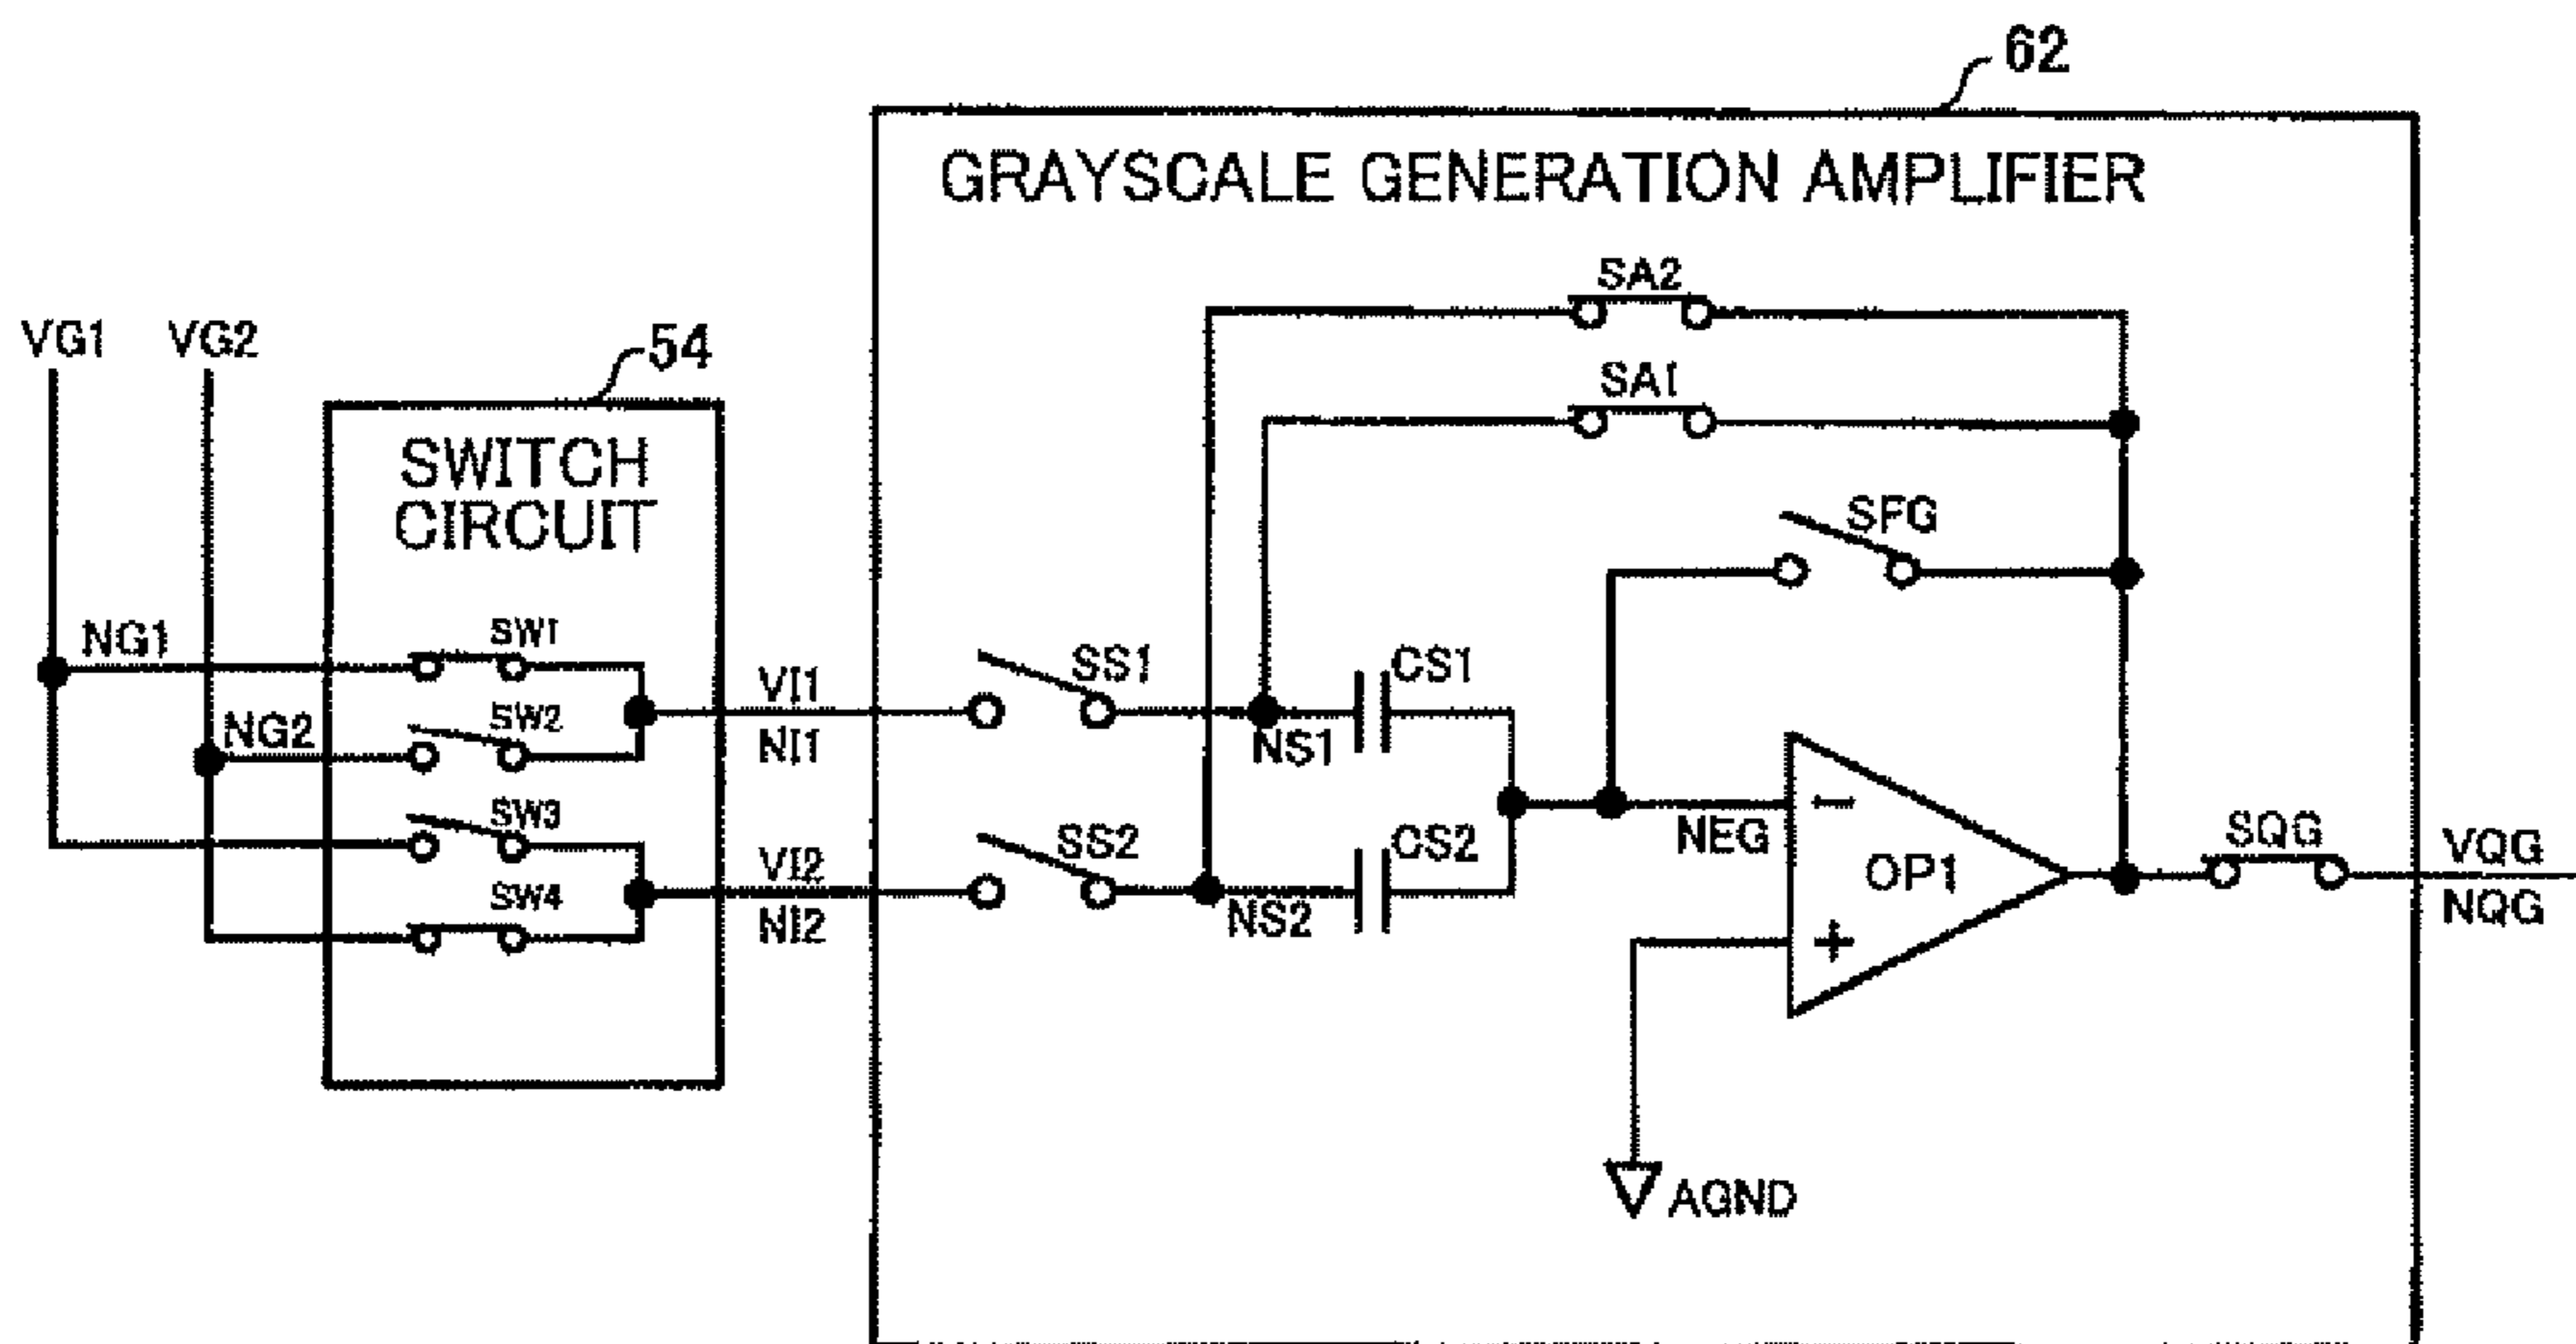 62
GRAYSCALE GENERATION AMPLIFIER
SA2
VG1 VG2
54
SA1
SWITCH
CIRCUIT
SFG
NG1
SW1
VI1
SS1
CS1
NG2
SW2
NI1
NS1
SW3
VI2
SS2
CS2
NEG
SQG
VQG
SW4
OP1
NI2
NS2
NQG
−
+
AGND